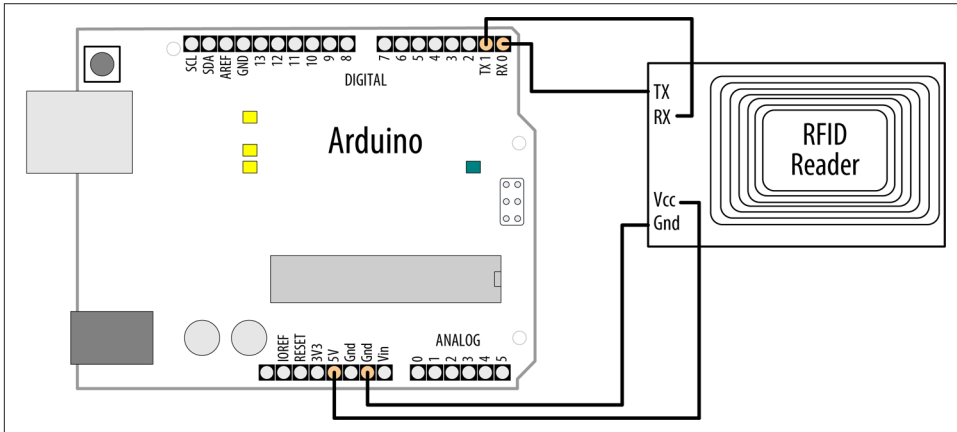 SCL
SDA
AREF
GND
13
12
11
10
9
8
7
6
5
4
3
2
TX 1
RX 0
DIGITAL
Arduino
TX
RX
RFID
Reader
Vcc
Gnd
IOREF
RESET
3V3
5V
Gnd
Gnd
Vin
ANALOG
0
1
2
3
4
5